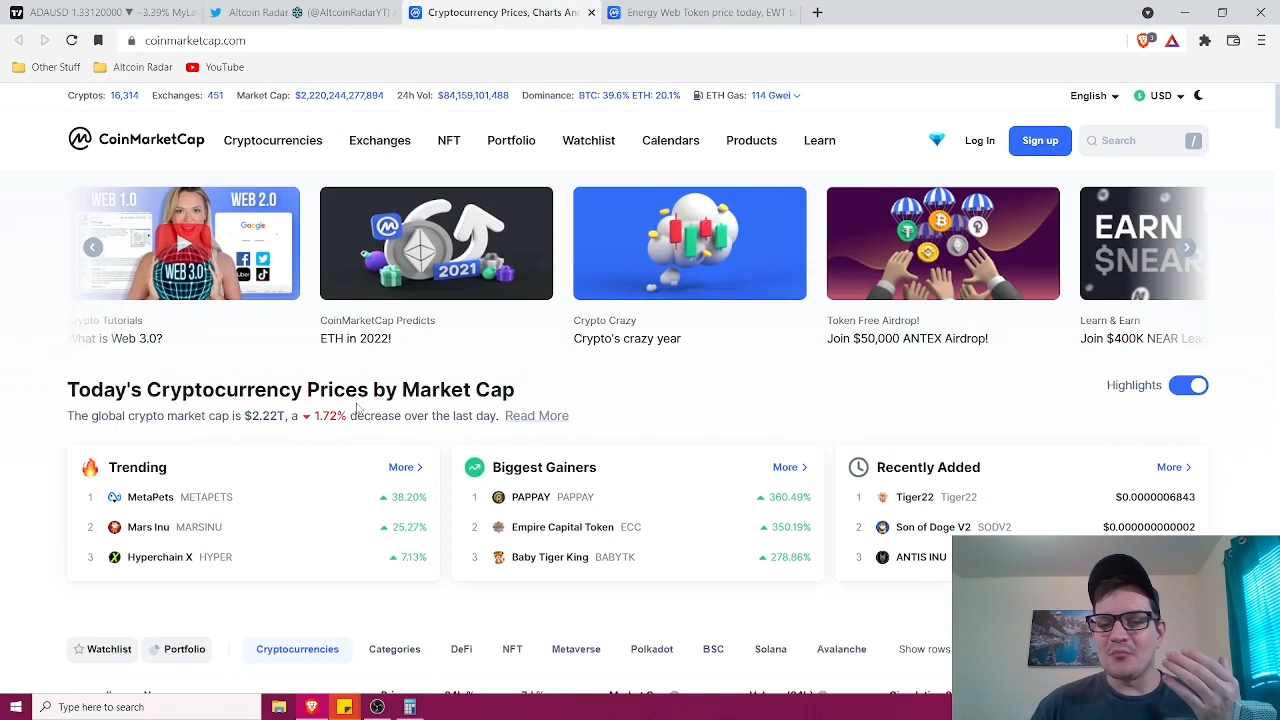 ADAUSD 1.33120000 ▼ −3.39% MyLa
Altcoin Radar (@AltcoinRadarYT)
Cryptocurrency Prices, Charts An
Energy Web Token price today, EWT to
coinmarketcap.com
3
Other Stuff
Altcoin Radar
YouTube
Cryptos: 16,314 Exchanges: 451 Market Cap: $2,220,244,277,894 24h Vol: $84,159,101,488 Dominance: BTC: 39.6% ETH: 20.1% ETH Gas: 114 Gwei
English USD
CoinMarketCap Cryptocurrencies Exchanges NFT Portfolio Watchlist Calendars Products Learn Log In Sign up Search /
WEB 1.0 WEB 2.0
Google
WEB 3.0
2021
EARN
$NEAR
rypto Tutorials
What is Web 3.0?
CoinMarketCap Predicts
ETH in 2022!
Crypto Crazy
Crypto's crazy year
Token Free Airdrop!
Join $50,000 ANTEX Airdrop!
Learn & Earn
Join $400K NEAR Lea
Today's Cryptocurrency Prices by Market Cap
Highlights
The global crypto market cap is $2.22T, a ▼ 1.72% decrease over the last day. Read More
Trending More
1 MetaPets METAPETS 38.20%
2 Mars Inu MARSINU 25.27%
3 Hyperchain X HYPER 7.13%
Biggest Gainers More
1 PAPPAY PAPPAY 360.49%
2 Empire Capital Token ECC 350.19%
3 Baby Tiger King BABYTK 278.86%
Recently Added More
1 Tiger22 Tiger22 $0.0000006843
2 Son of Doge V2 SODV2 $0.000000000002
3 ANTIS INU
Watchlist Portfolio Cryptocurrencies Categories DeFi NFT Metaverse Polkadot BSC Solana Avalanche Show rows
Type here to search